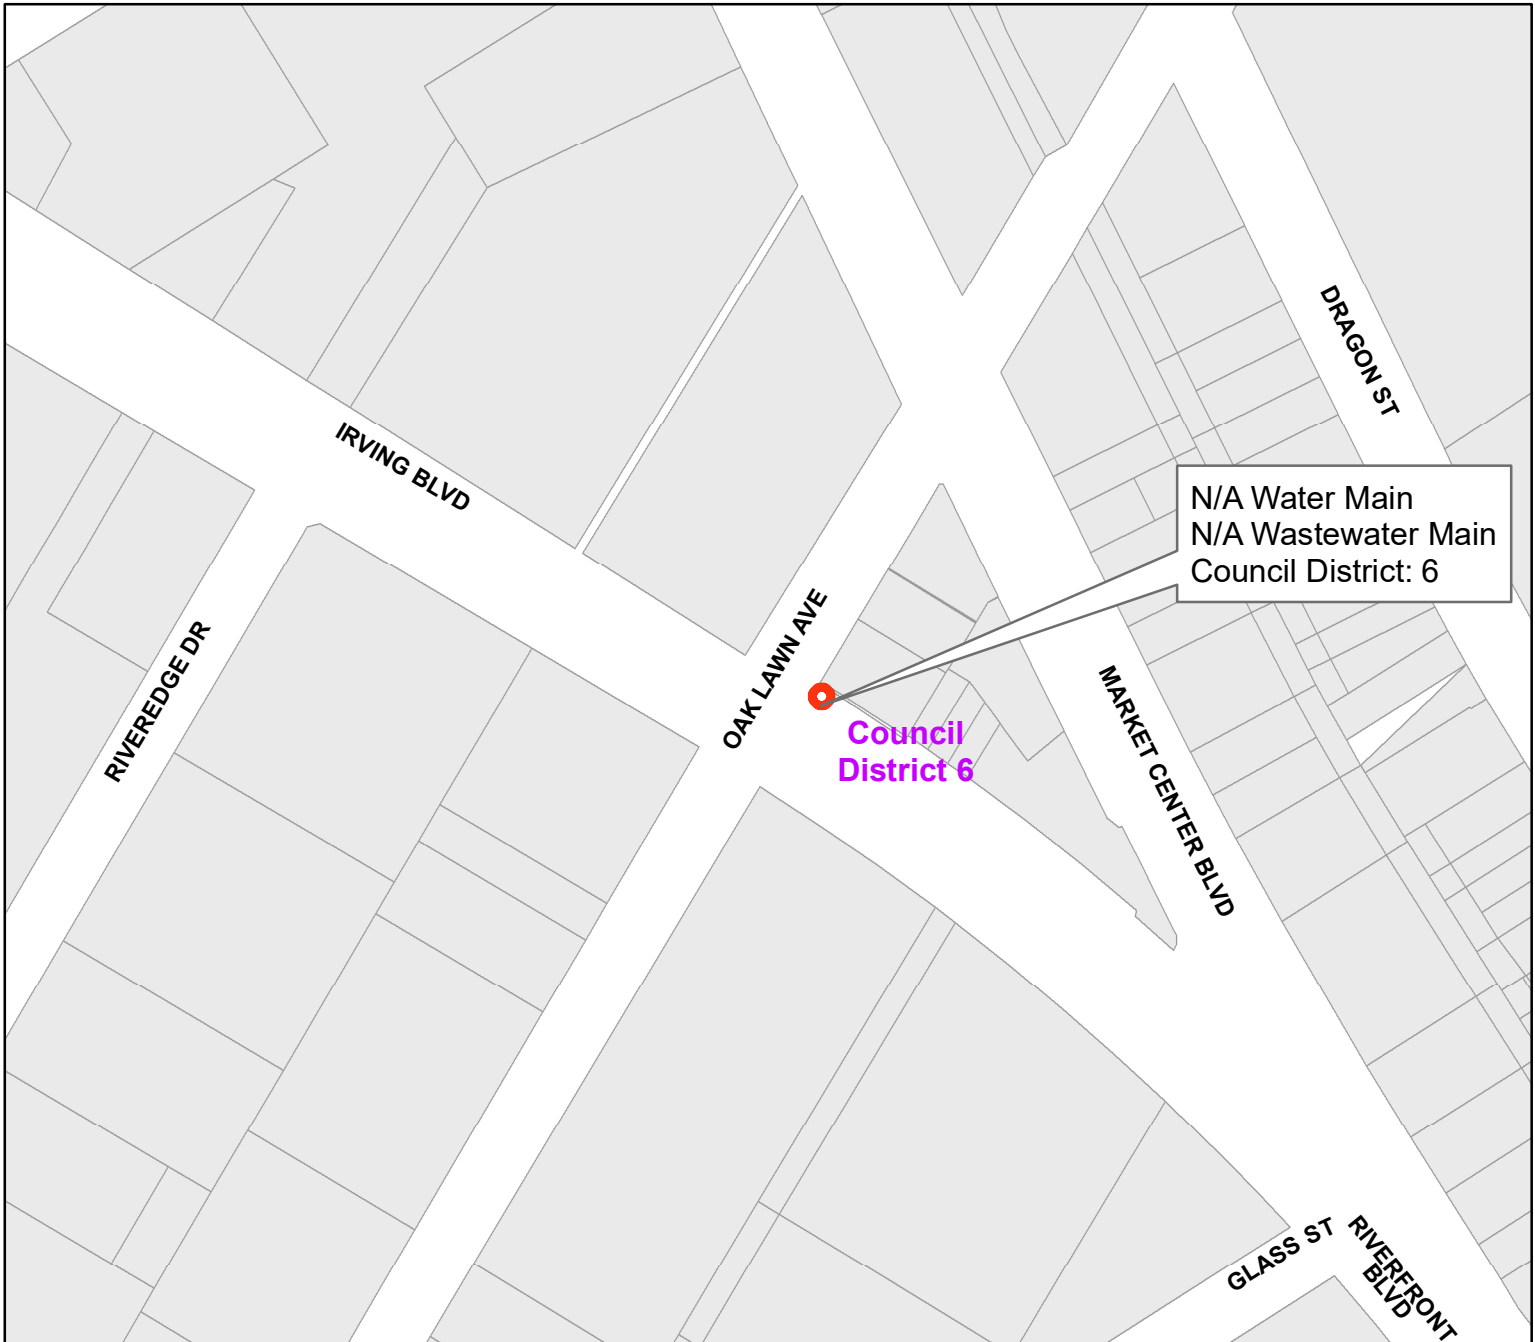 DRAGON ST
IRVING BLVD
N/A Water Main
N/A Wastewater Main
Council District: 6
OAK LAWN AVE
RIVEREDGE DR
MARKET CENTER BLVD
Council
District 6
GLASS ST
RIVERFRONT
BLVD